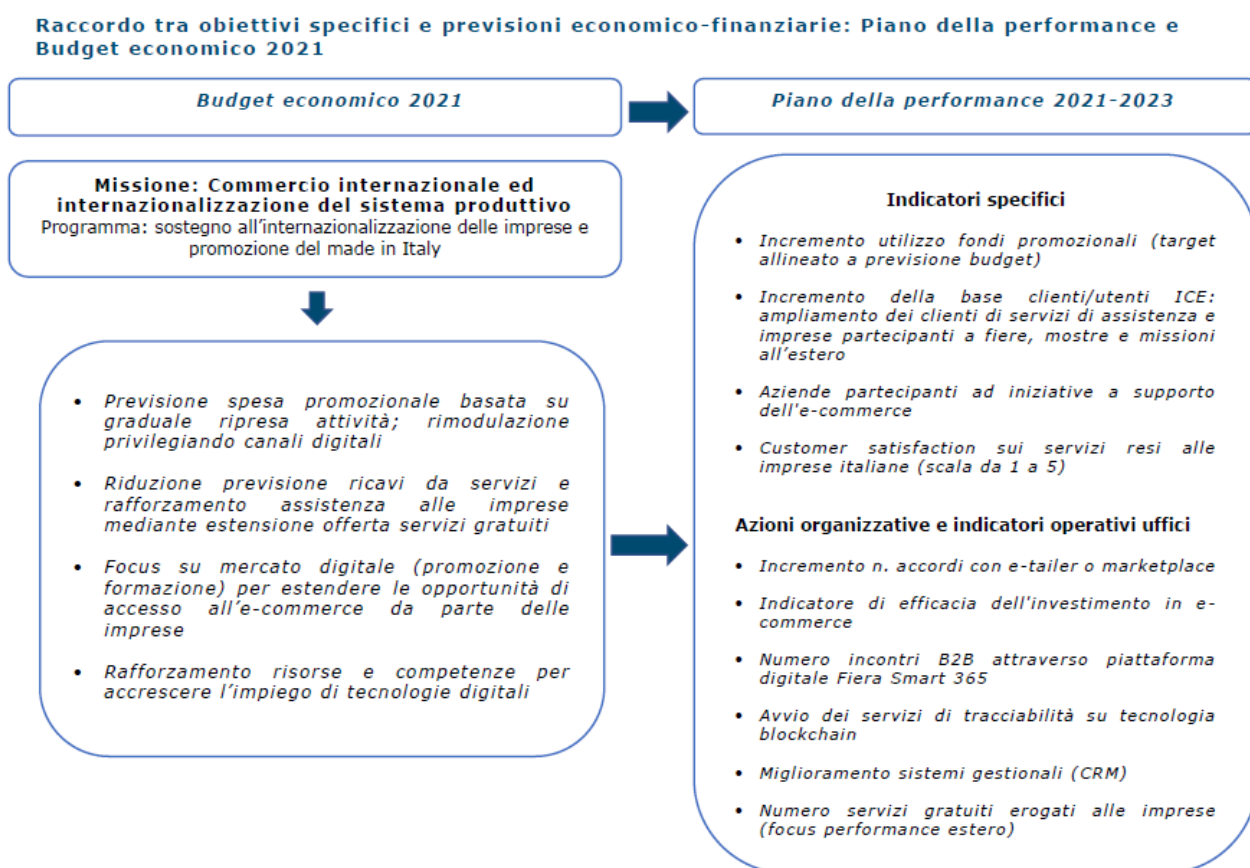 Raccordo tra obiettivi specifici e previsioni economico-finanziarie: Piano della performance e
Budget economico 2021
Budget economico 2021
Piano della performance 2021-2023
Missione: Commercio internazionale ed
internazionalizzazione del sistema produttivo
Programma: sostegno all'internazionalizzazione delle imprese e
promozione del made in Italy
• Previsione spesa promozionale basata su
graduale ripresa attività; rimodulazione
privilegiando canali digitali
• Riduzione previsione ricavi da servizi e
rafforzamento assistenza alle imprese
mediante estensione offerta servizi gratuiti
• Focus su mercato digitale (promozione e
formazione) per estendere le opportunità di
accesso all'e-commerce da parte delle
imprese
• Rafforzamento risorse e competenze per
accrescere l'impiego di tecnologie digitali
Indicatori specifici
• Incremento utilizzo fondi promozionali (target
allineato a previsione budget)
• Incremento della base clienti/utenti ICE:
ampliamento dei clienti di servizi di assistenza e
imprese partecipanti a fiere, mostre e missioni
all'estero
• Aziende partecipanti ad iniziative a supporto
dell'e-commerce
• Customer satisfaction sui servizi resi alle
imprese italiane (scala da 1 a 5)
Azioni organizzative e indicatori operativi uffici
• Incremento n. accordi con e-tailer o marketplace
• Indicatore di efficacia dell'investimento in e-
commerce
• Numero incontri B2B attraverso piattaforma
digitale Fiera Smart 365
• Avvio dei servizi di tracciabilità su tecnologia
blockchain
• Miglioramento sistemi gestionali (CRM)
• Numero servizi gratuiti erogati alle imprese
(focus performance estero)